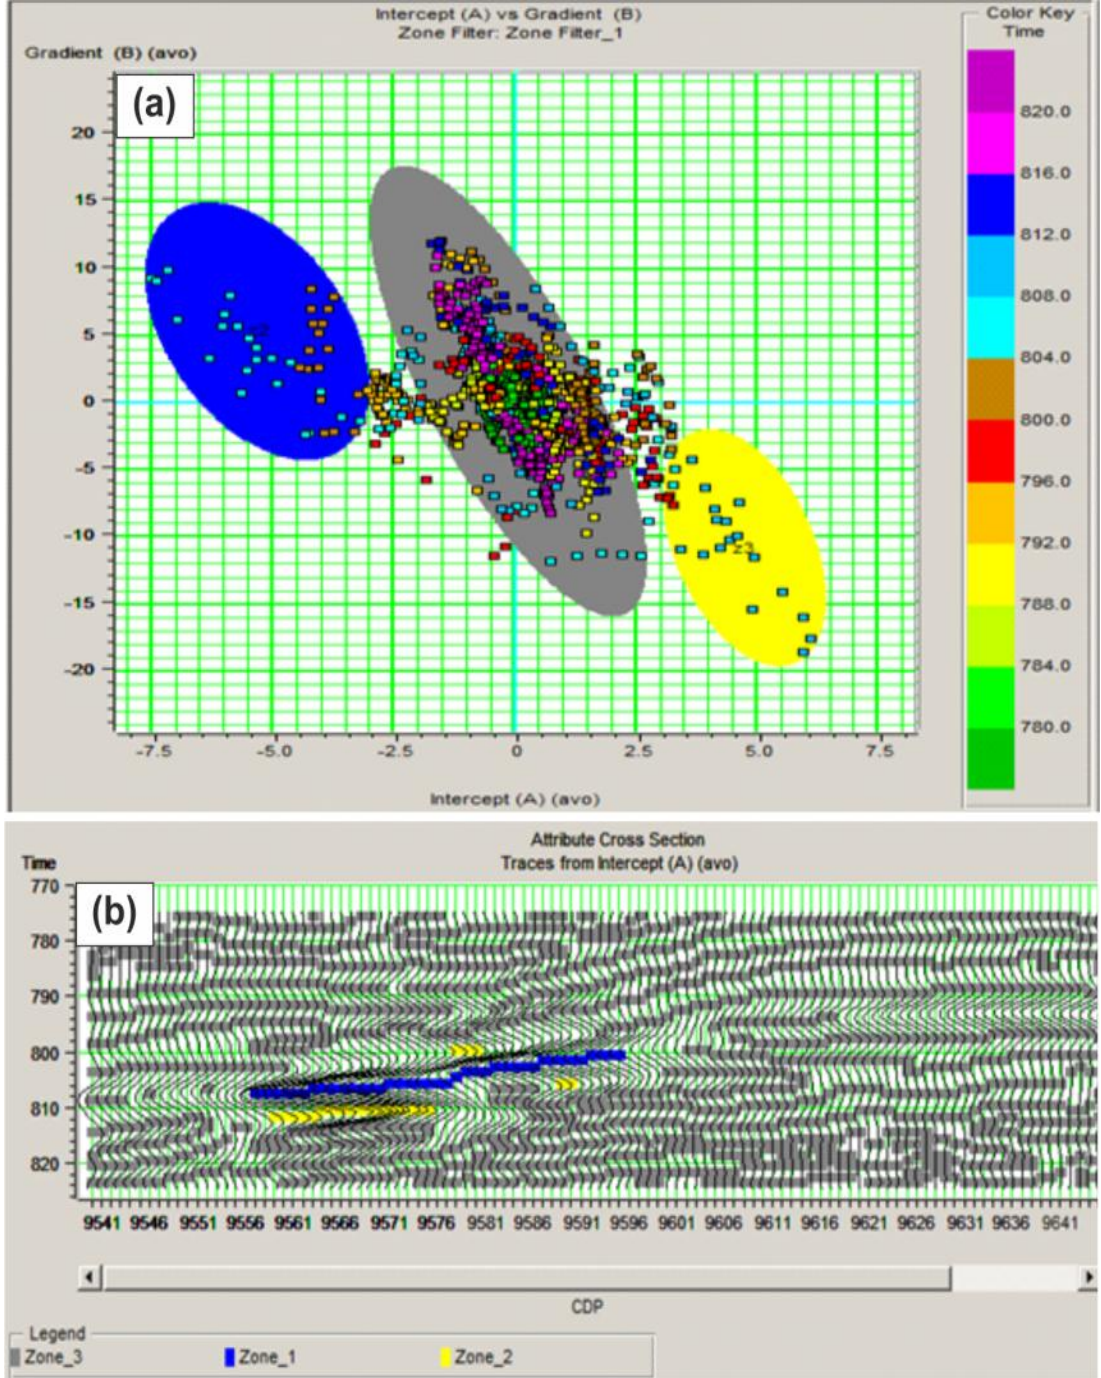 Intercept (A) vs Gradient (B)
Zone Filter: Zone Filter_1
Gradient (B) (avo)
(a)
20
15
10
5
0
-5
-10
-15
-20
z2
z3
-7.5 -5.0 -2.5 0 2.5 5.0 7.5
Intercept (A) (avo)
Color Key
Time
820.0
816.0
812.0
808.0
804.0
800.0
796.0
792.0
788.0
784.0
780.0
Attribute Cross Section
Time
Traces from Intercept (A) (avo)
(b)
770
780
790
800
810
820
9541 9546 9551 9556 9561 9566 9571 9576 9581 9586 9591 9596 9601 9606 9611 9616 9621 9626 9631 9636 9641
CDP
Legend
Zone_3 Zone_1 Zone_2